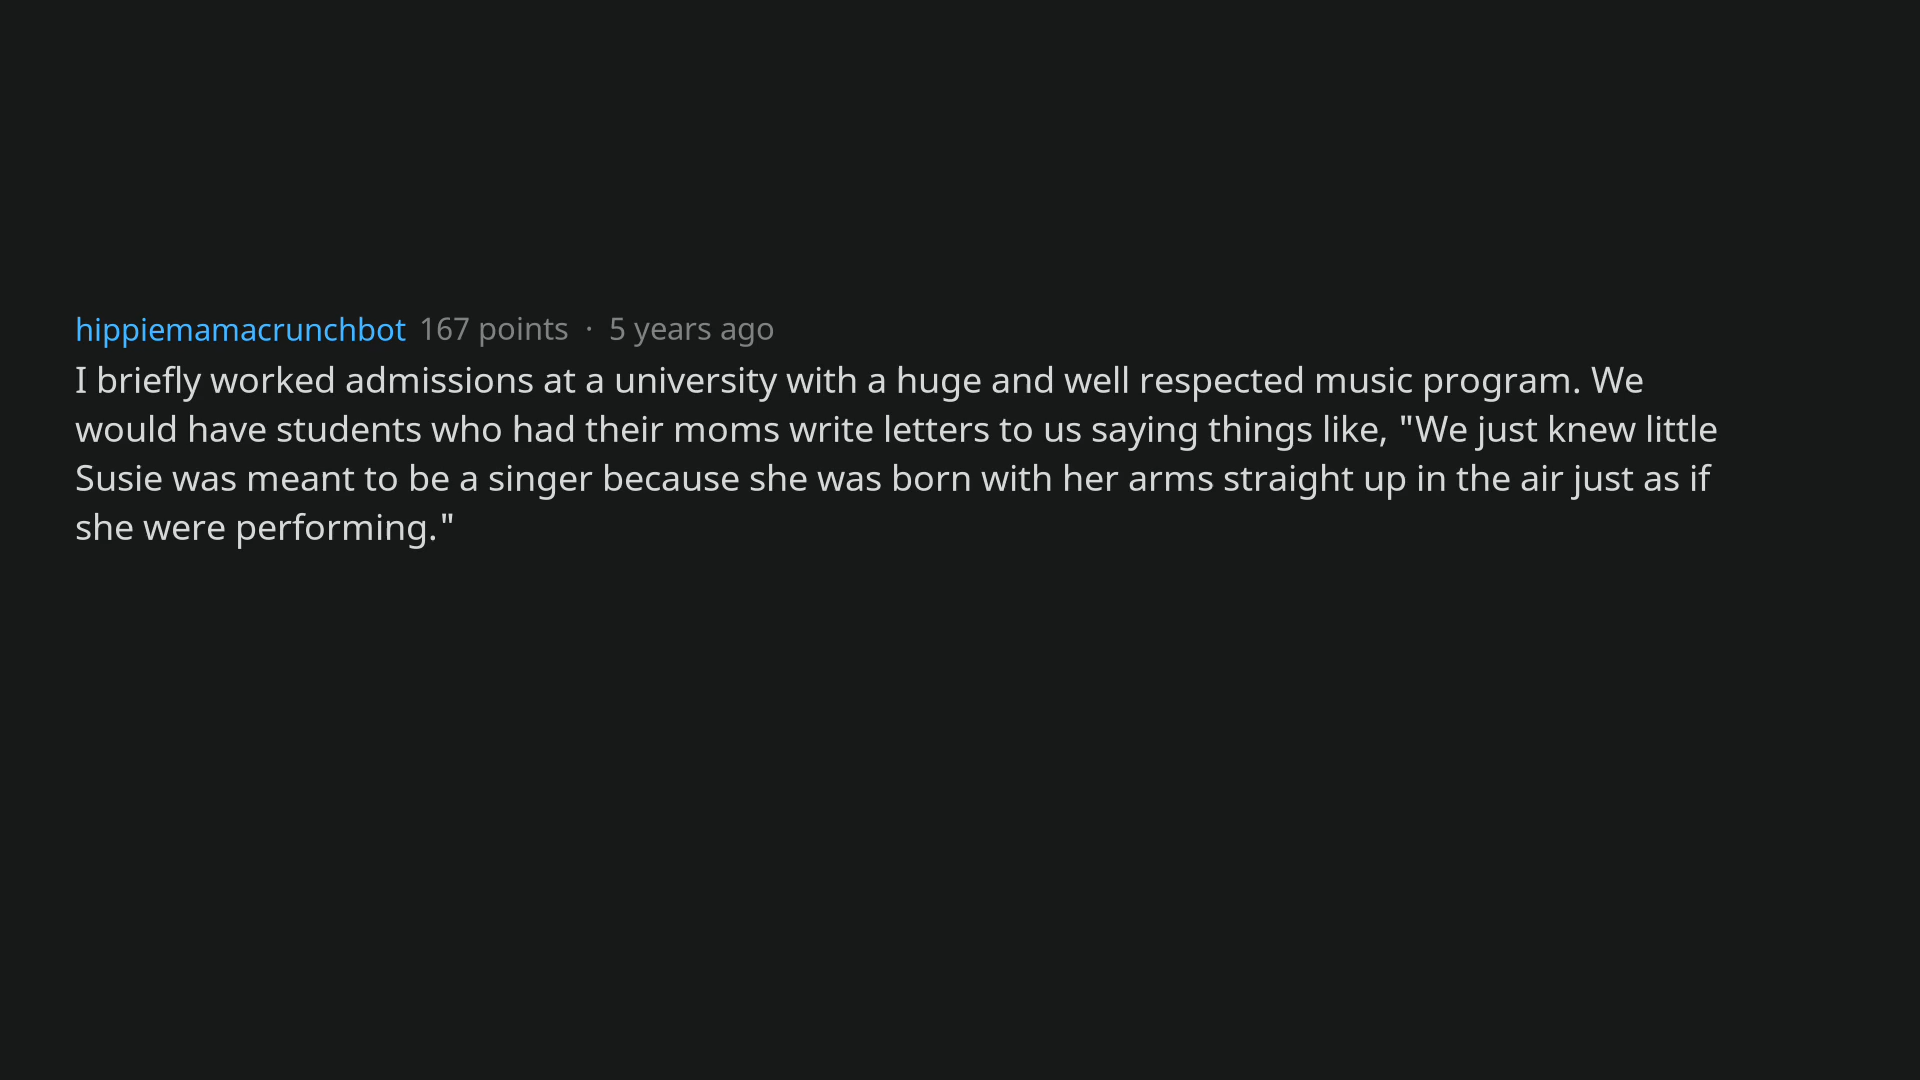 hippiemamacrunchbot 167 points · 5 years ago
I briefly worked admissions at a university with a huge and well respected music program. We
would have students who had their moms write letters to us saying things like, "We just knew little
Susie was meant to be a singer because she was born with her arms straight up in the air just as if
she were performing."